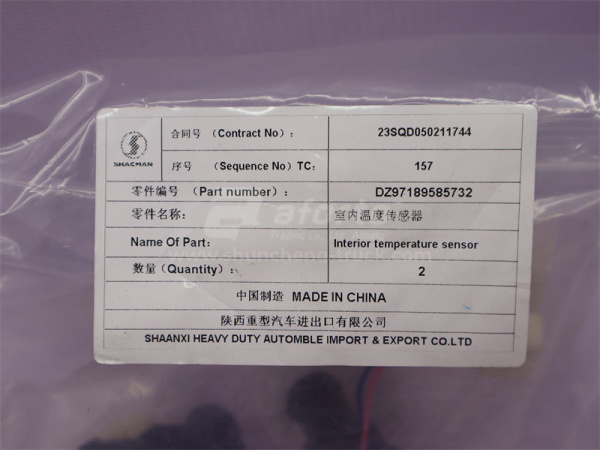 SHACMAN
合同号 (Contract No)： 23SQD050211744
序号 (Sequence No) TC： 157
零件编号 (Part number)： DZ97189585732
零件名称： 室内温度传感器
Name Of Part: Interior temperature sensor
数量 (Quantity)： 2
中国制造 MADE IN CHINA
陕西重型汽车进出口有限公司
SHAANXI HEAVY DUTY AUTOMBLE IMPORT & EXPORT CO.LTD